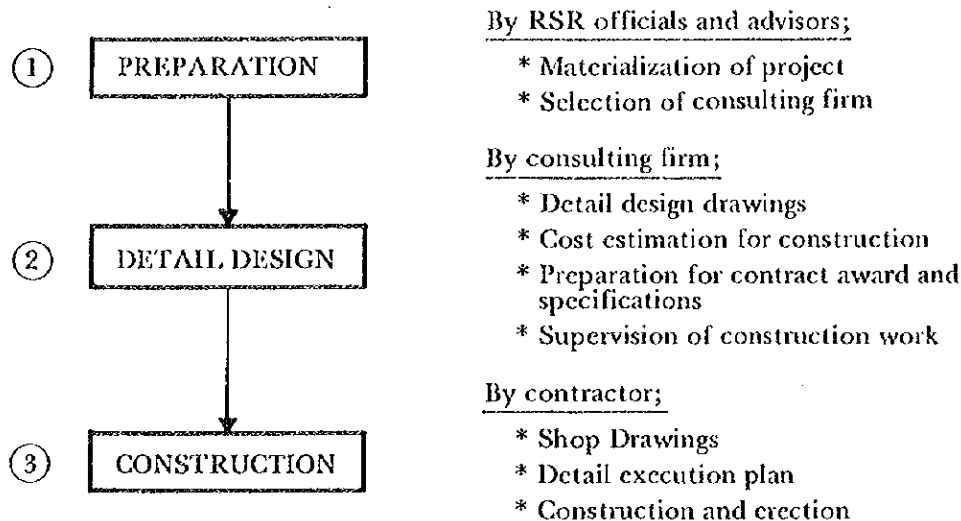 ① PREPARATION
By RSR officials and advisors;
* Materialization of project
* Selection of consulting firm
② DETAIL DESIGN
By consulting firm;
* Detail design drawings
* Cost estimation for construction
* Preparation for contract award and
specifications
* Supervision of construction work
③ CONSTRUCTION
By contractor;
* Shop Drawings
* Detail execution plan
* Construction and erection